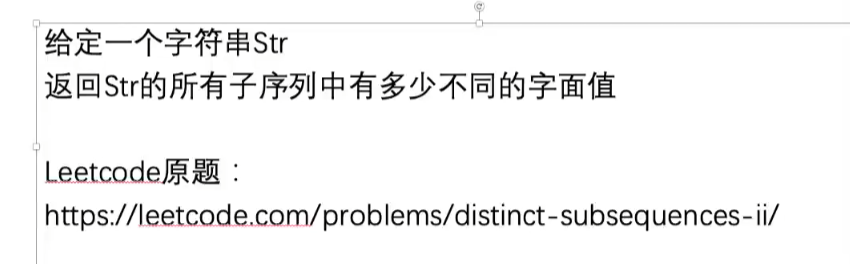 给定一个字符串Str
返回Str的所有子序列中有多少不同的字面值
Leetcode原题：
https://leetcode.com/problems/distinct-subsequences-ii/